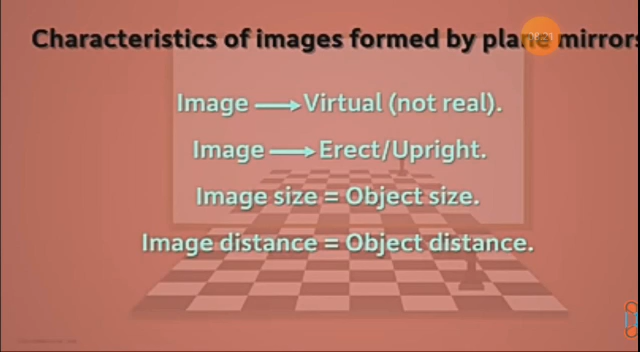 Characteristics of images formed by plane mirrors
Image → Virtual (not real).
Image → Erect/Upright.
Image size = Object size.
Image distance = Object distance.